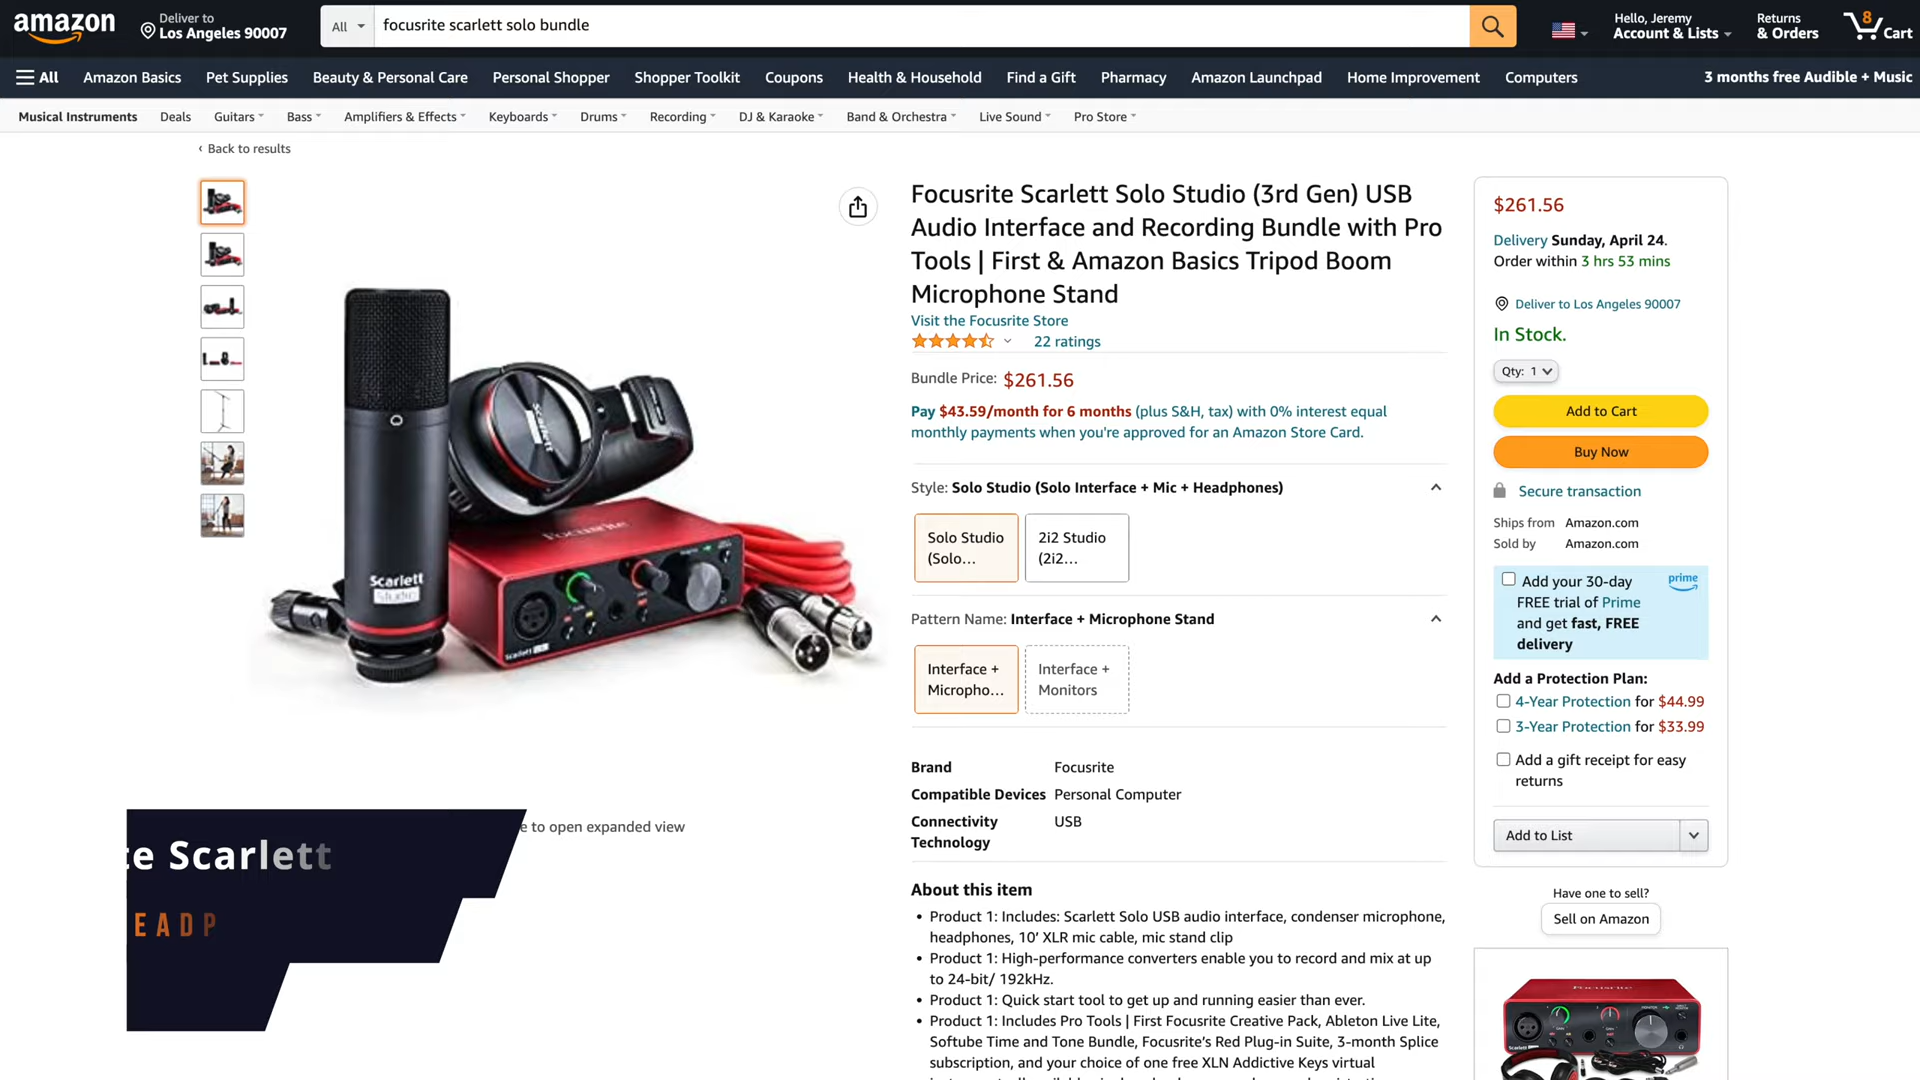 amazon
Deliver to
Los Angeles 90007
All
focusrite scarlett solo bundle
Hello, Jeremy
Account & Lists
Returns
& Orders
8
Cart
All
Amazon Basics
Pet Supplies
Beauty & Personal Care
Personal Shopper
Shopper Toolkit
Coupons
Health & Household
Find a Gift
Pharmacy
Amazon Launchpad
Home Improvement
Computers
3 months free Audible + Music
Musical Instruments
Deals
Guitars
Bass
Amplifiers & Effects
Keyboards
Drums
Recording
DJ & Karaoke
Band & Orchestra
Live Sound
Pro Store
‹ Back to results
Scarlett
Studio
Scarlett
Focusrite
Scarlett
e to open expanded view
te Scarlett
EADP
Focusrite Scarlett Solo Studio (3rd Gen) USB
Audio Interface and Recording Bundle with Pro
Tools | First & Amazon Basics Tripod Boom
Microphone Stand
Visit the Focusrite Store
22 ratings
Bundle Price: $261.56
Pay $43.59/month for 6 months (plus S&H, tax) with 0% interest equal
monthly payments when you're approved for an Amazon Store Card.
Style: Solo Studio (Solo Interface + Mic + Headphones)
Solo Studio
(Solo...
2i2 Studio
(2i2...
Pattern Name: Interface + Microphone Stand
Interface +
Micropho...
Interface +
Monitors
Brand Focusrite
Compatible Devices Personal Computer
Connectivity USB
Technology
About this item
• Product 1: Includes: Scarlett Solo USB audio interface, condenser microphone,
headphones, 10’ XLR mic cable, mic stand clip
• Product 1: High-performance converters enable you to record and mix at up
to 24-bit/ 192kHz.
• Product 1: Quick start tool to get up and running easier than ever.
• Product 1: Includes Pro Tools | First Focusrite Creative Pack, Ableton Live Lite,
Softube Time and Tone Bundle, Focusrite’s Red Plug-in Suite, 3-month Splice
subscription, and your choice of one free XLN Addictive Keys virtual
$261.56
Delivery Sunday, April 24.
Order within 3 hrs 53 mins
Deliver to Los Angeles 90007
In Stock.
Qty: 1
Add to Cart
Buy Now
Secure transaction
Ships from Amazon.com
Sold by Amazon.com
Add your 30-day
FREE trial of Prime
and get fast, FREE
delivery
prime
Add a Protection Plan:
4-Year Protection for $44.99
3-Year Protection for $33.99
Add a gift receipt for easy
returns
Add to List
Have one to sell?
Sell on Amazon
Focusrite